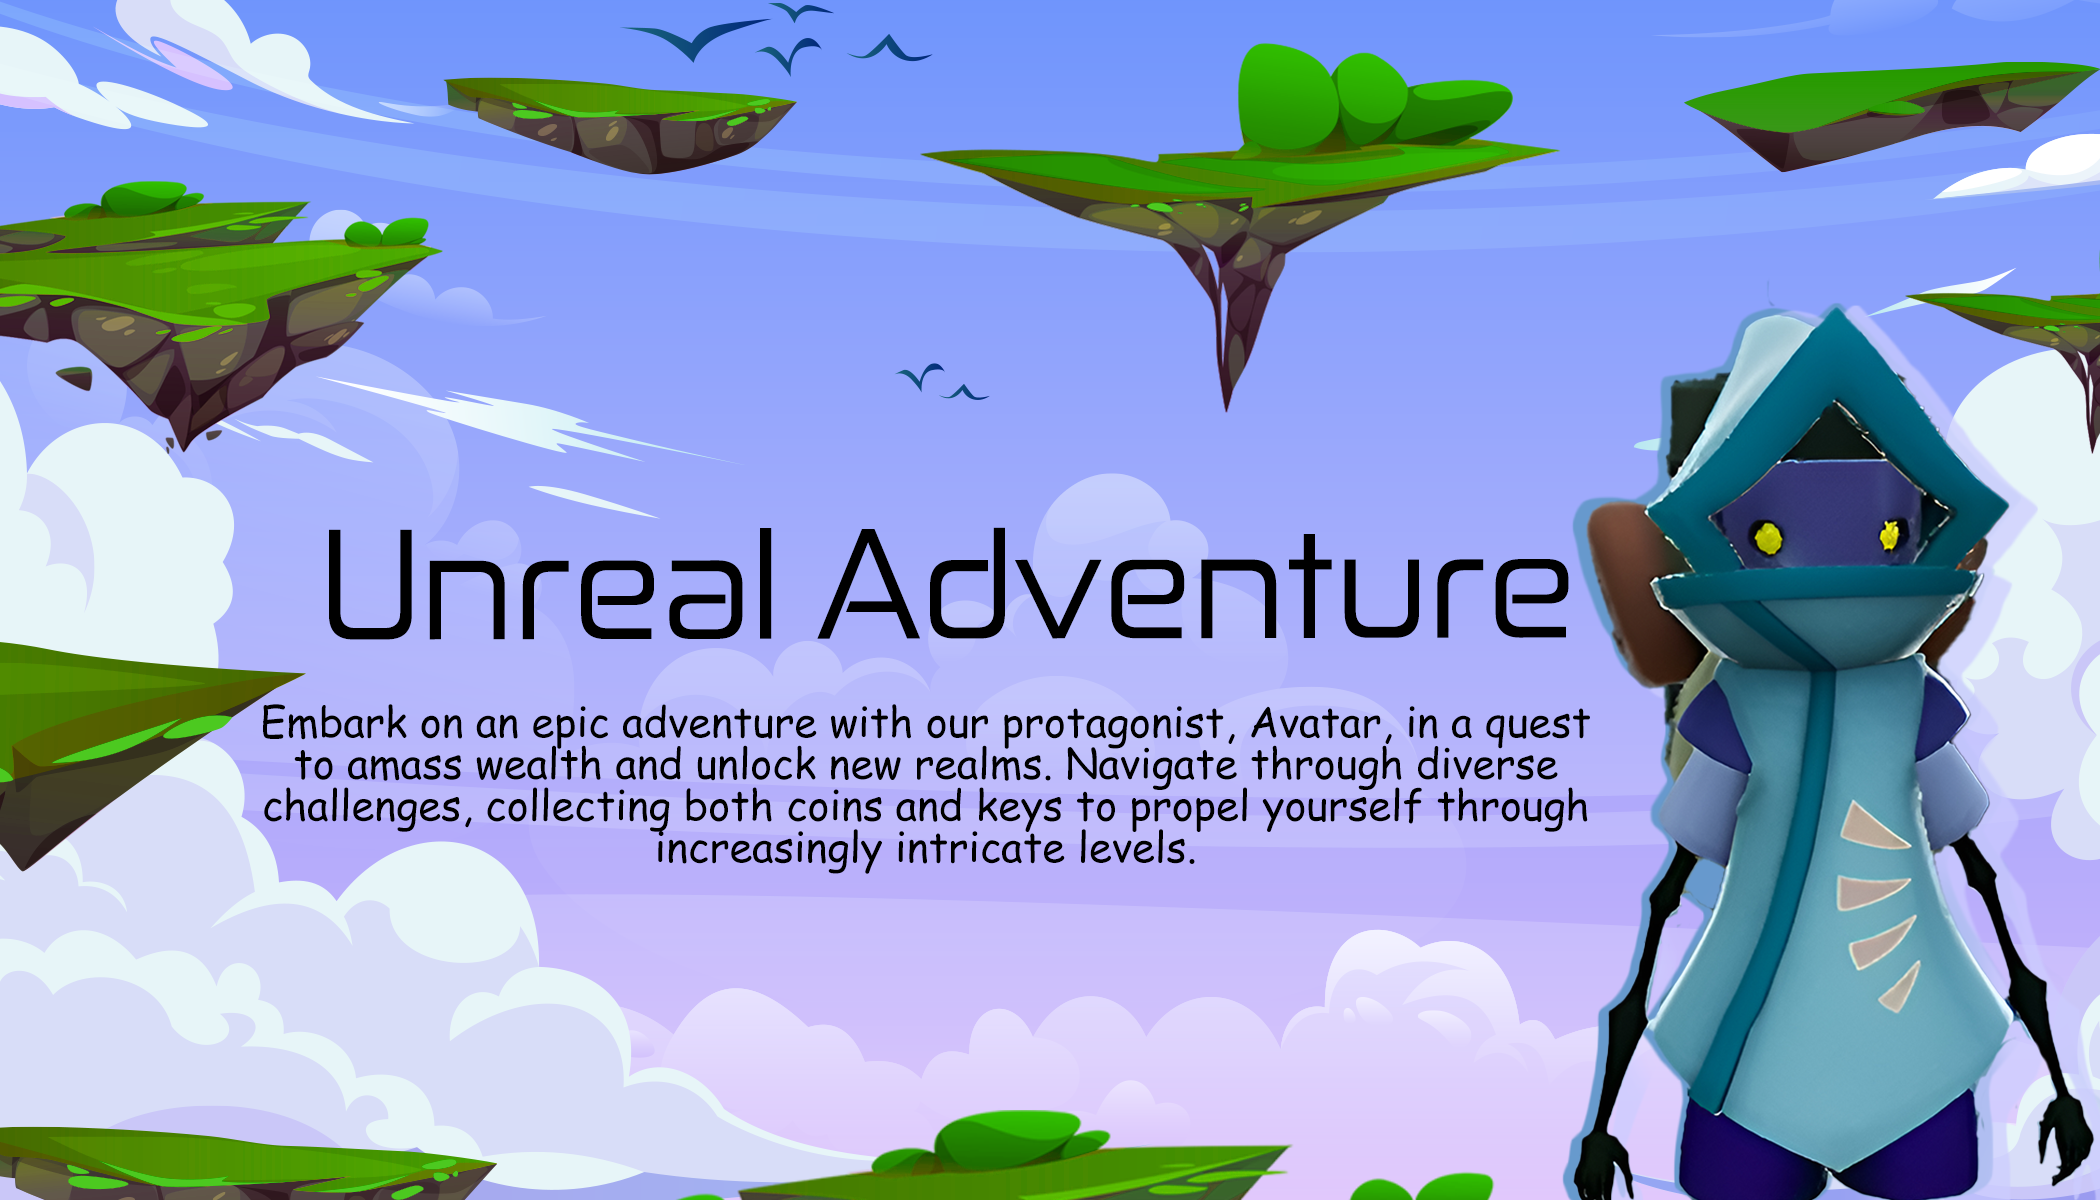 Unreal Adventure
Embark on an epic adventure with our protagonist, Avatar, in a quest
to amass wealth and unlock new realms. Navigate through diverse
challenges, collecting both coins and keys to propel yourself through
increasingly intricate levels.